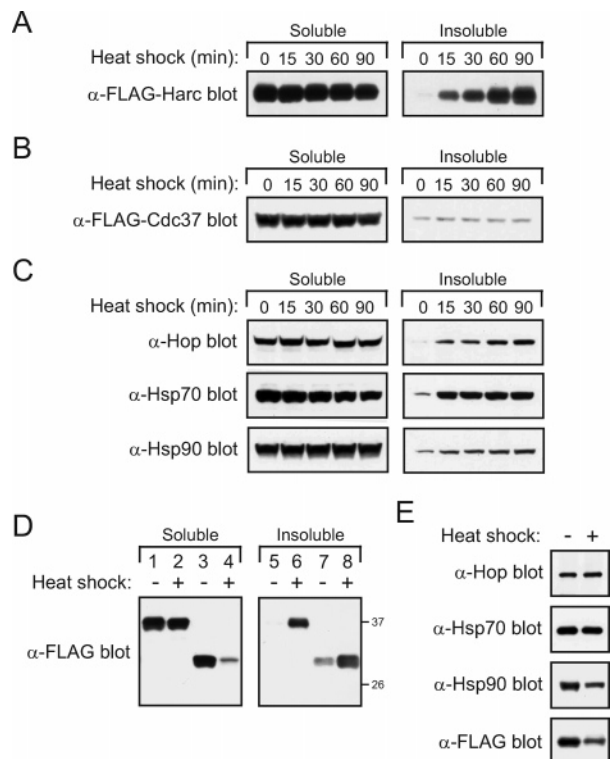 A
Soluble Insoluble
Heat shock (min): 0 15 30 60 90 0 15 30 60 90
α-FLAG-Harc blot
B
Soluble Insoluble
Heat shock (min): 0 15 30 60 90 0 15 30 60 90
α-FLAG-Cdc37 blot
C
Soluble Insoluble
Heat shock (min): 0 15 30 60 90 0 15 30 60 90
α-Hop blot
α-Hsp70 blot
α-Hsp90 blot
D
Soluble Insoluble
1 2 3 4 5 6 7 8
Heat shock: - + - + - + - +
α-FLAG blot
37
26
E
Heat shock: - +
α-Hop blot
α-Hsp70 blot
α-Hsp90 blot
α-FLAG blot